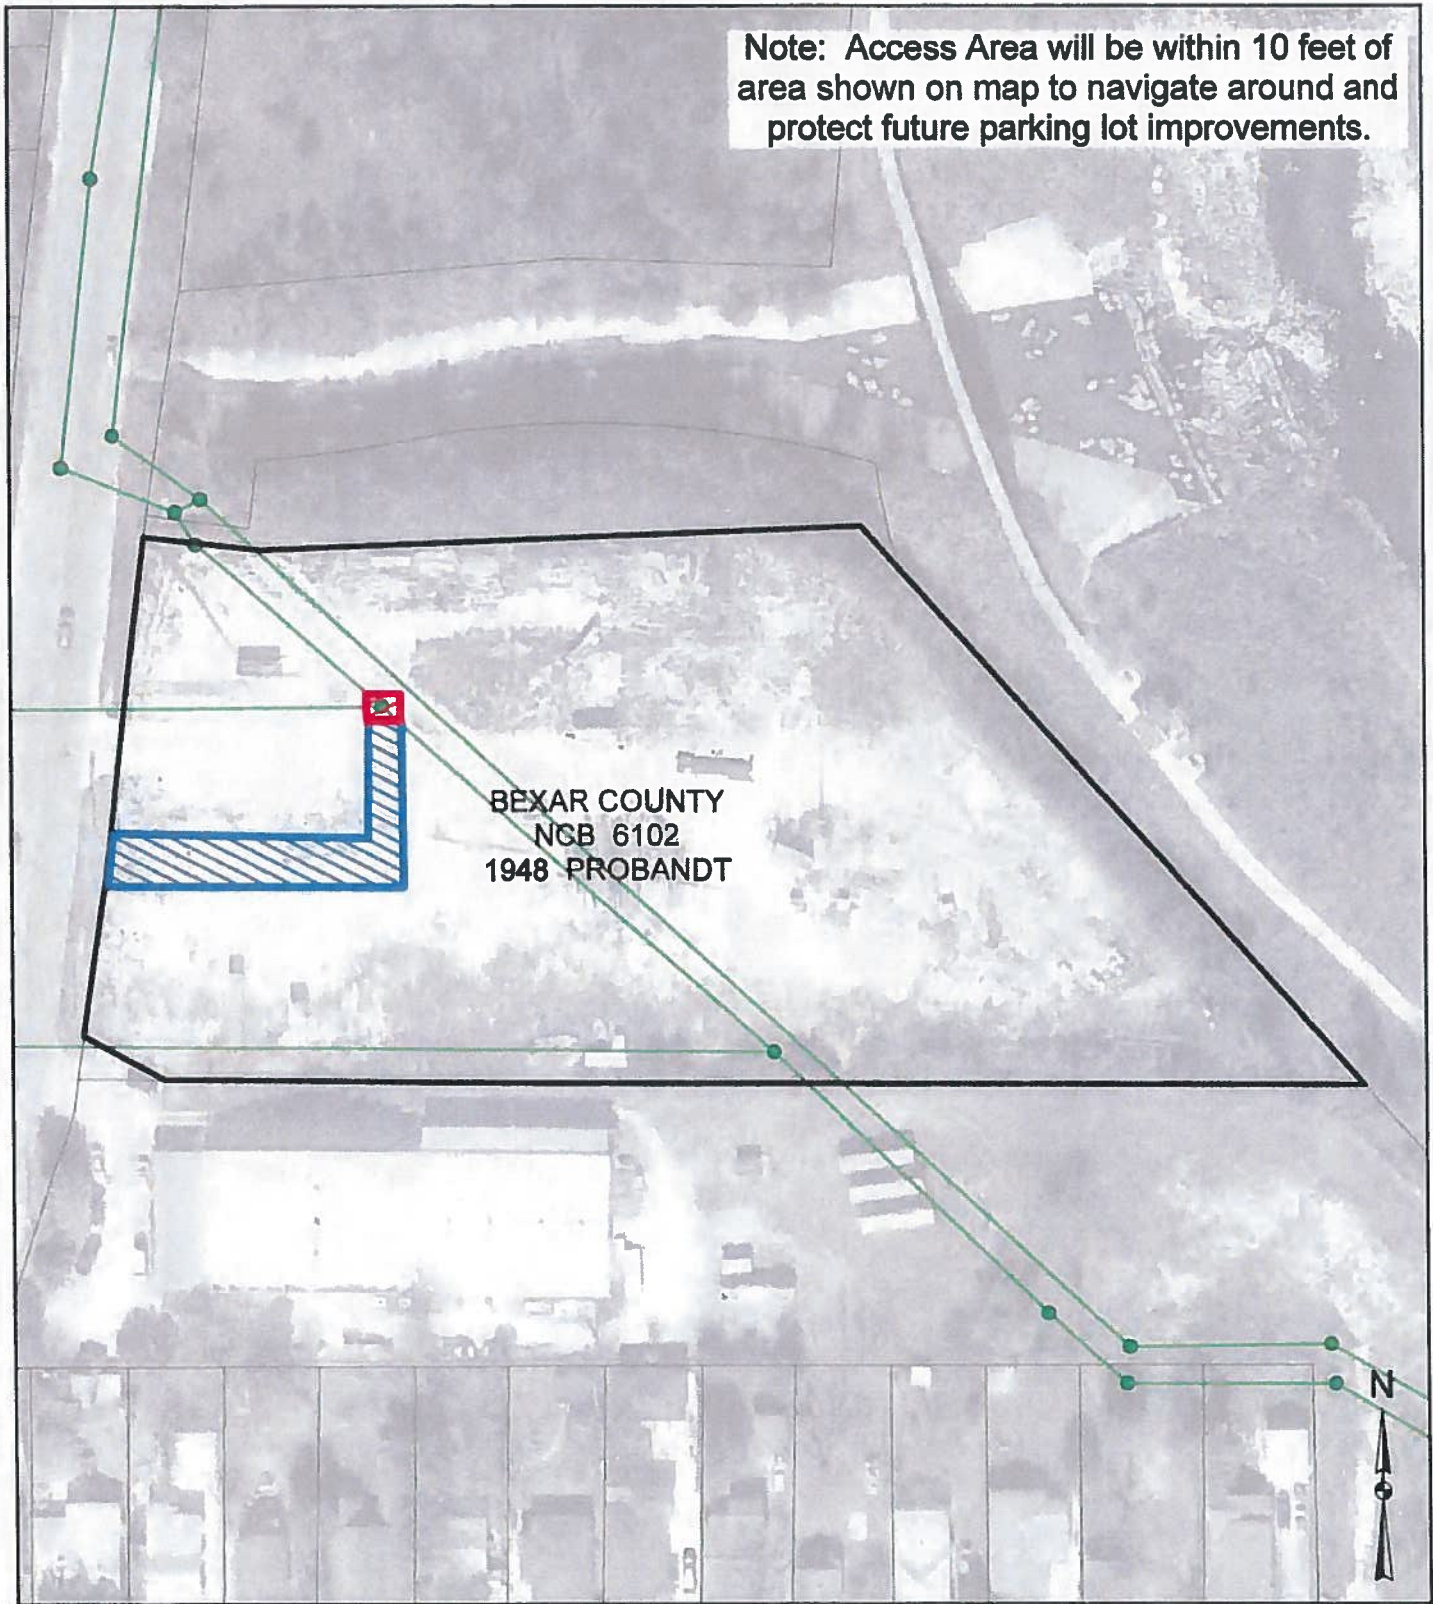 Note: Access Area will be within 10 feet of
area shown on map to navigate around and
protect future parking lot improvements.
BEXAR COUNTY
NCB 6102
1948 PROBANDT
N